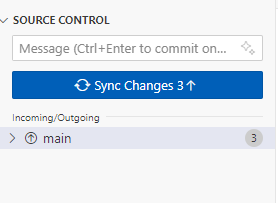 SOURCE CONTROL
Message (Ctrl+Enter to commit on...
Sync Changes 3↑
Incoming/Outgoing
main 3